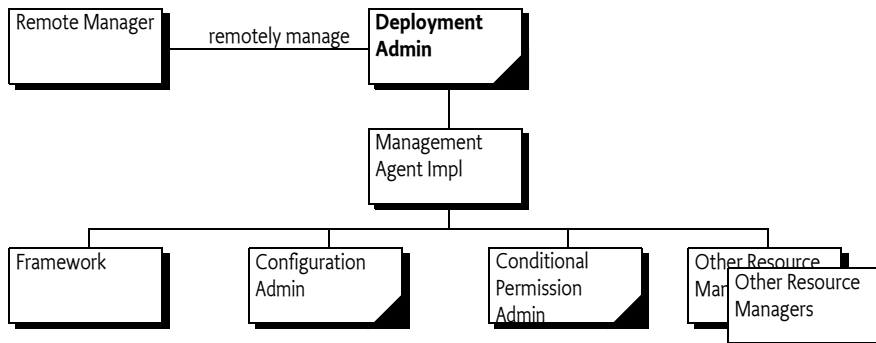 Remote Manager
remotely manage
Deployment
Admin
Management
Agent Impl
Framework
Configuration
Admin
Conditional
Permission
Admin
Other Resource
Man
Other Resource
Managers